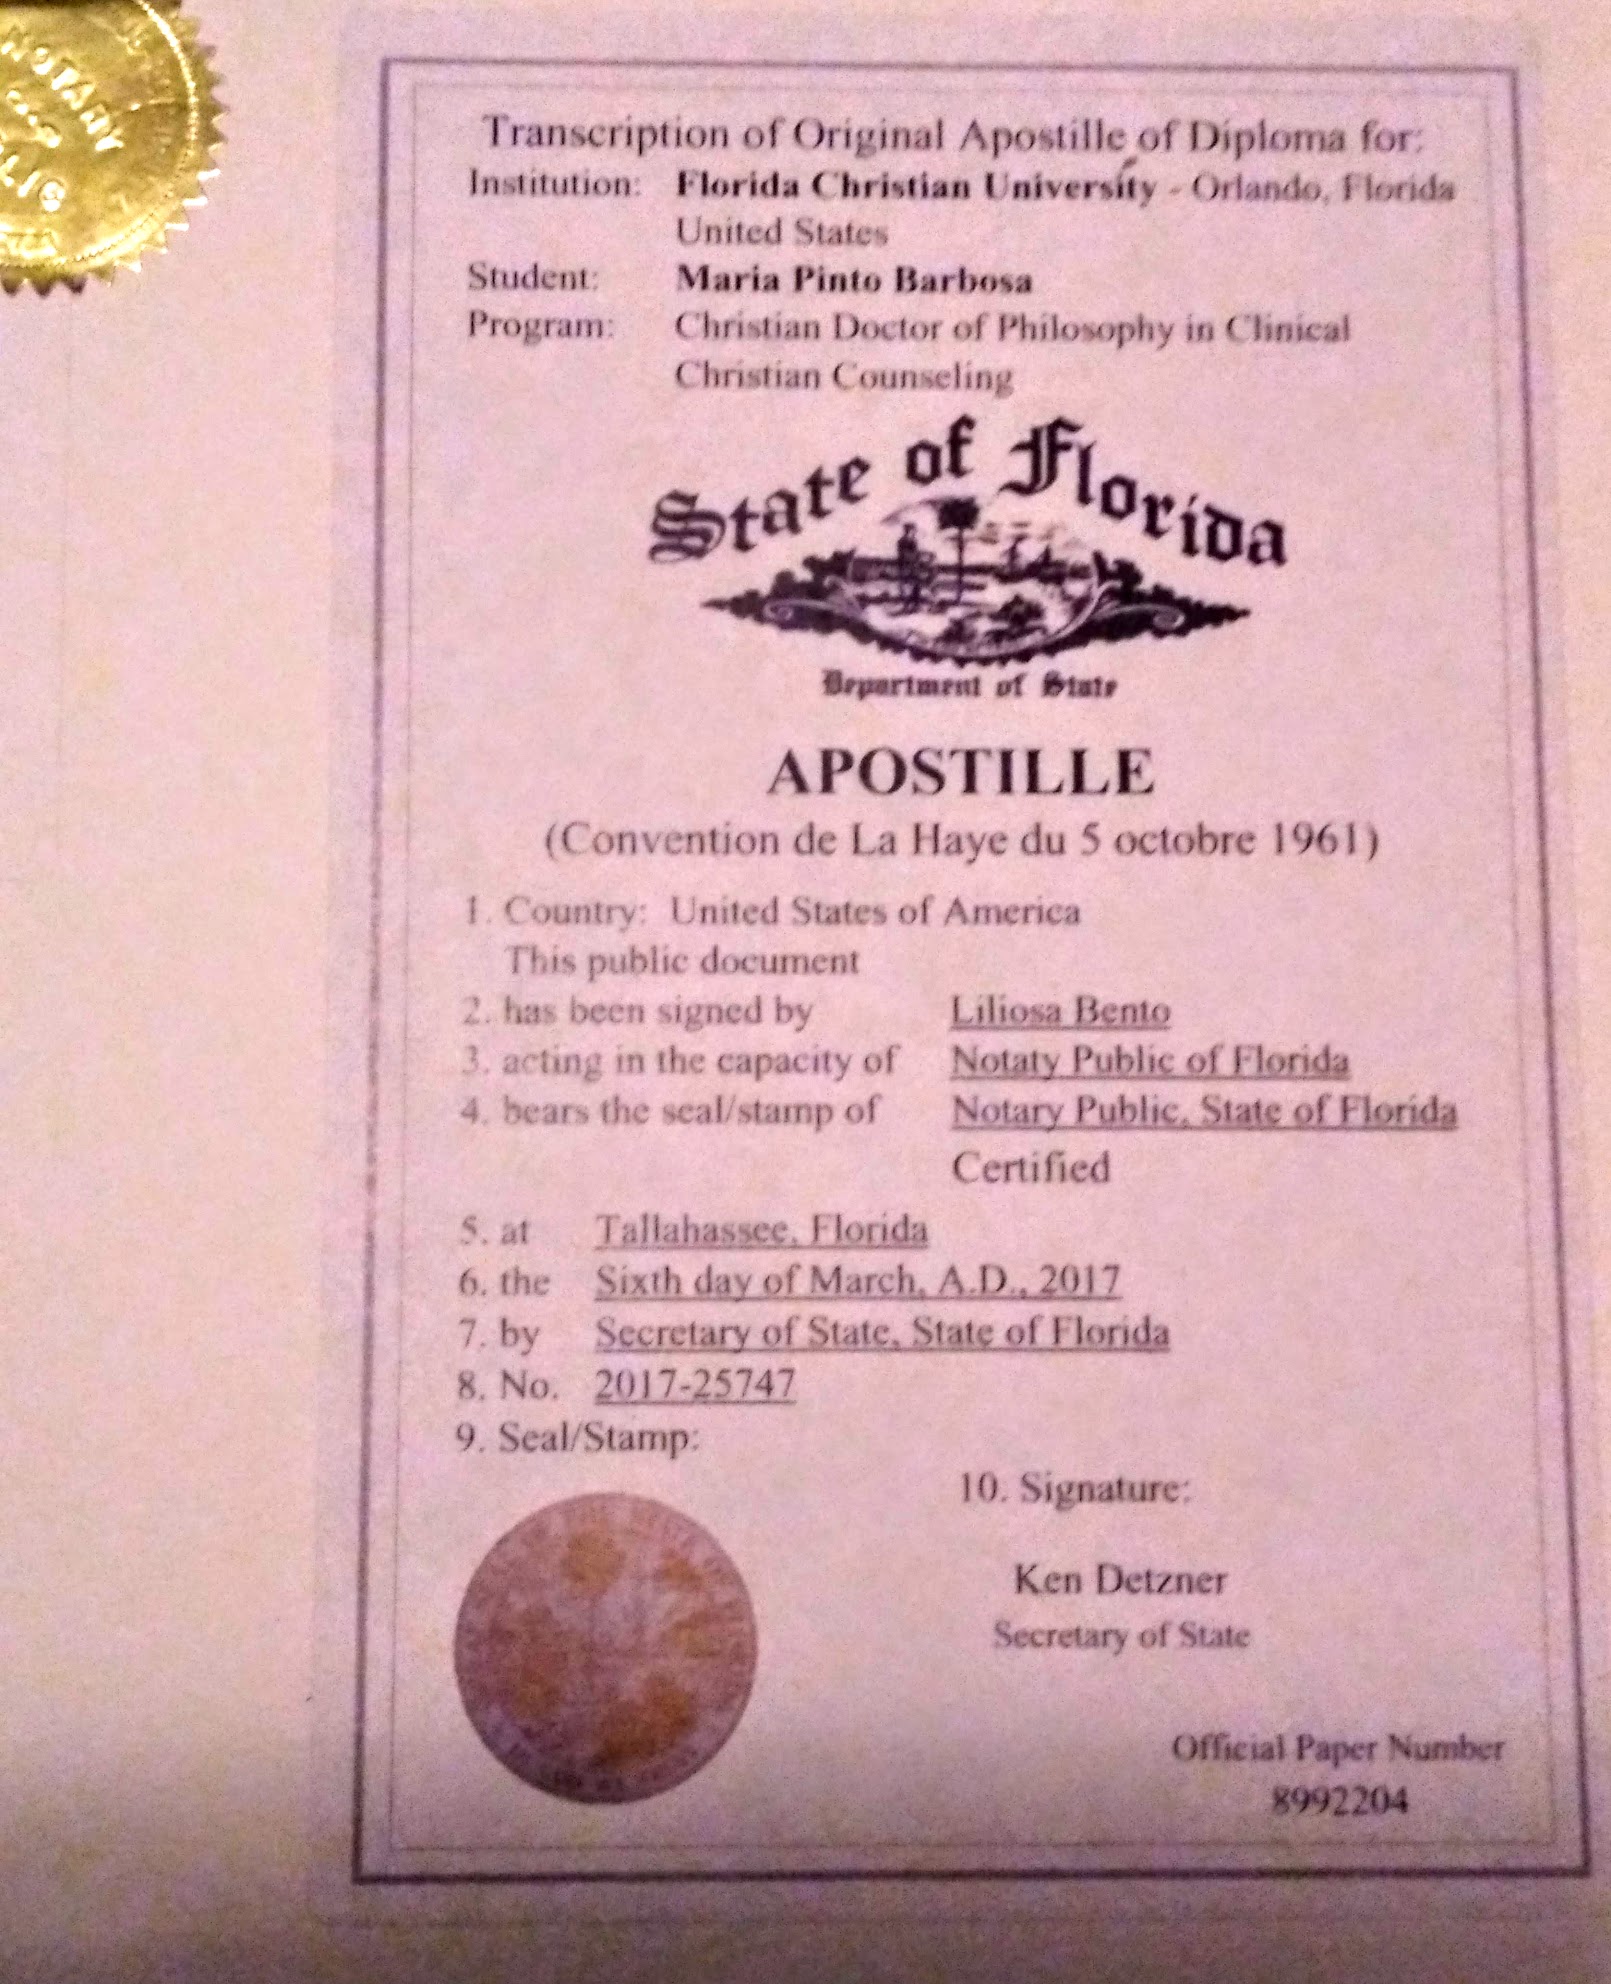 NOTARY
Transcription of Original Apostille of Diploma for:
Institution: Florida Christian University - Orlando, Florida
United States
Student: Maria Pinto Barbosa
Program: Christian Doctor of Philosophy in Clinical
Christian Counseling
State of Florida
Department of State
APOSTILLE
(Convention de La Haye du 5 octobre 1961)
1. Country: United States of America
This public document
2. has been signed by Liliosa Bento
3. acting in the capacity of Notaty Public of Florida
4. bears the seal/stamp of Notary Public, State of Florida
Certified
5. at Tallahassee, Florida
6. the Sixth day of March, A.D., 2017
7. by Secretary of State, State of Florida
8. No. 2017-25747
9. Seal/Stamp:
10. Signature:
Ken Detzner
Secretary of State
Official Paper Number
8992204